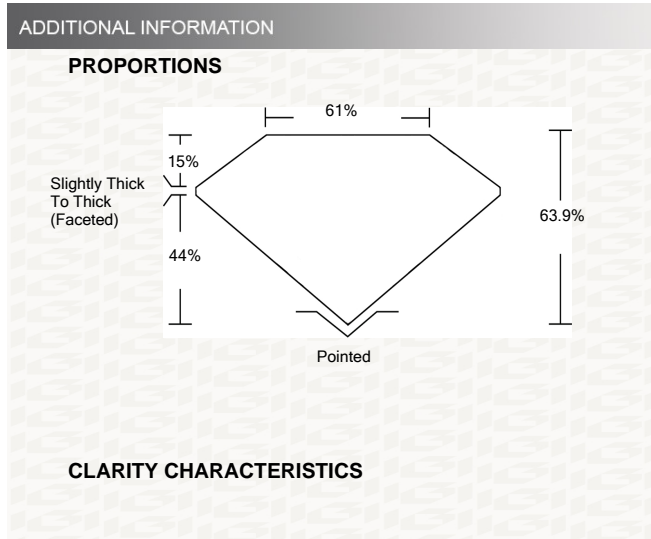 ADDITIONAL INFORMATION
PROPORTIONS
61%
15%
Slightly Thick
To Thick
(Faceted)
63.9%
44%
Pointed
CLARITY CHARACTERISTICS